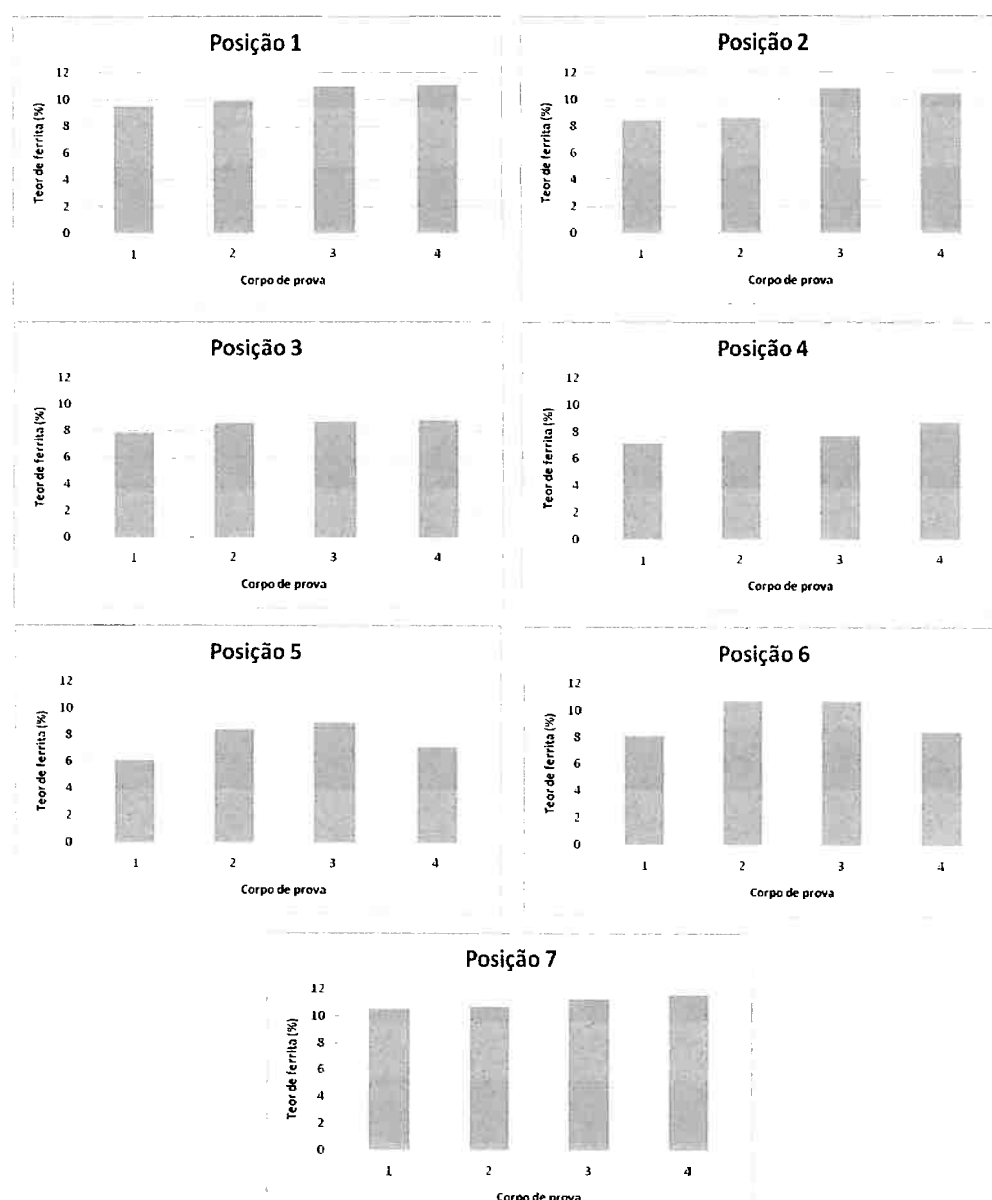 Posição 1
12
10
8
6
4
2
0
Teor de ferrita (%)
1 2 3 4
Corpo de prova
Posição 2
12
10
8
6
4
2
0
Teor de ferrita (%)
1 2 3 4
Corpo de prova
Posição 3
12
10
8
6
4
2
0
Teor de ferrita (%)
1 2 3 4
Corpo de prova
Posição 4
12
10
8
6
4
2
0
Teor de ferrita (%)
1 2 3 4
Corpo de prova
Posição 5
12
10
8
6
4
2
0
Teor de ferrita (%)
1 2 3 4
Corpo de prova
Posição 6
12
10
8
6
4
2
0
Teor de ferrita (%)
1 2 3 4
Corpo de prova
Posição 7
12
10
8
6
4
2
0
Teor de ferrita (%)
1 2 3 4
Corpo de prova